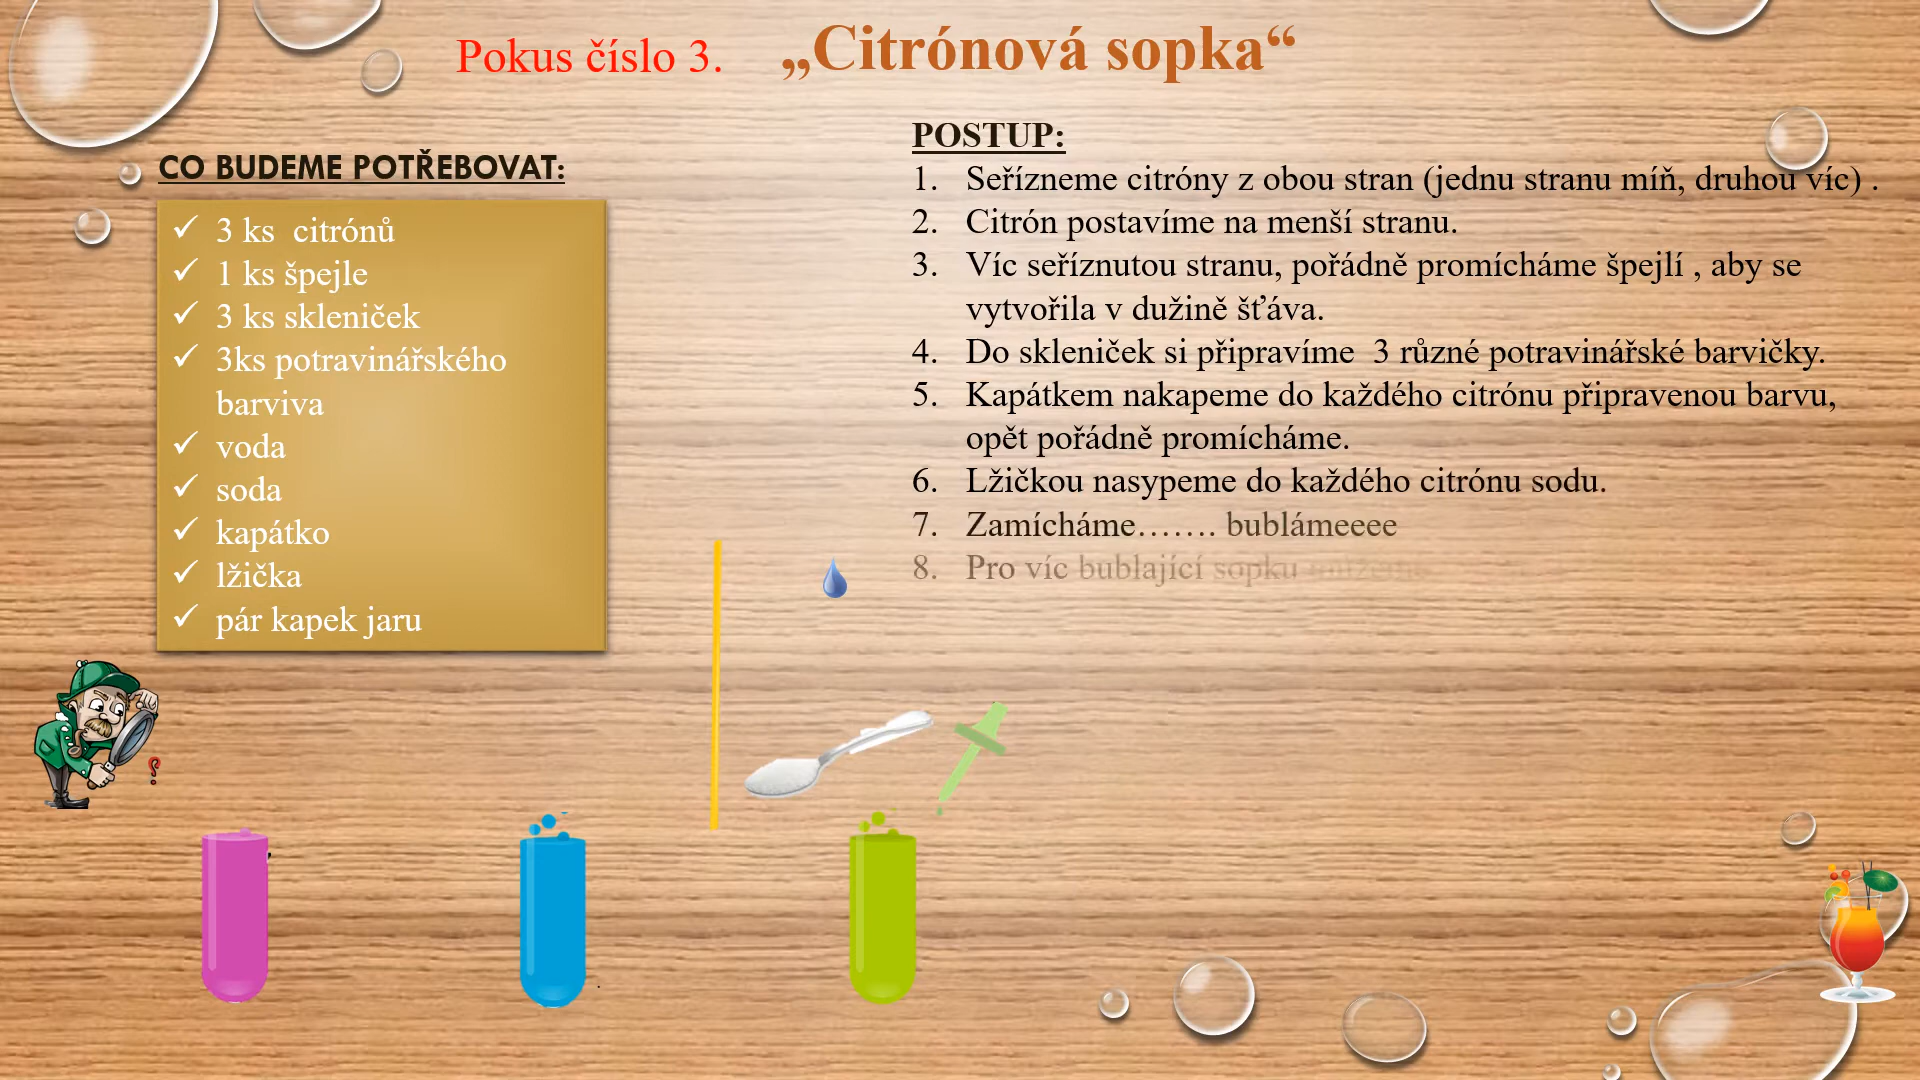 Pokus číslo 3. „Citrónová sopka“
CO BUDEME POTŘEBOVAT:
3 ks  citrónů
1 ks špejle
3 ks skleniček
3ks potravinářského
barviva
voda
soda
kapátko
lžička
pár kapek jaru
POSTUP:
1. Seřízneme citróny z obou stran (jednu stranu míň, druhou víc) .
2. Citrón postavíme na menší stranu.
3. Víc seříznutou stranu, pořádně promícháme špejlí , aby se
vytvořila v dužině šťáva.
4. Do skleniček si připravíme  3 různé potravinářské barvičky.
5. Kapátkem nakapeme do každého citrónu připravenou barvu,
opět pořádně promícháme.
6. Lžičkou nasypeme do každého citrónu sodu.
7. Zamícháme……. bublámeeee
8. Pro víc bublající sopku